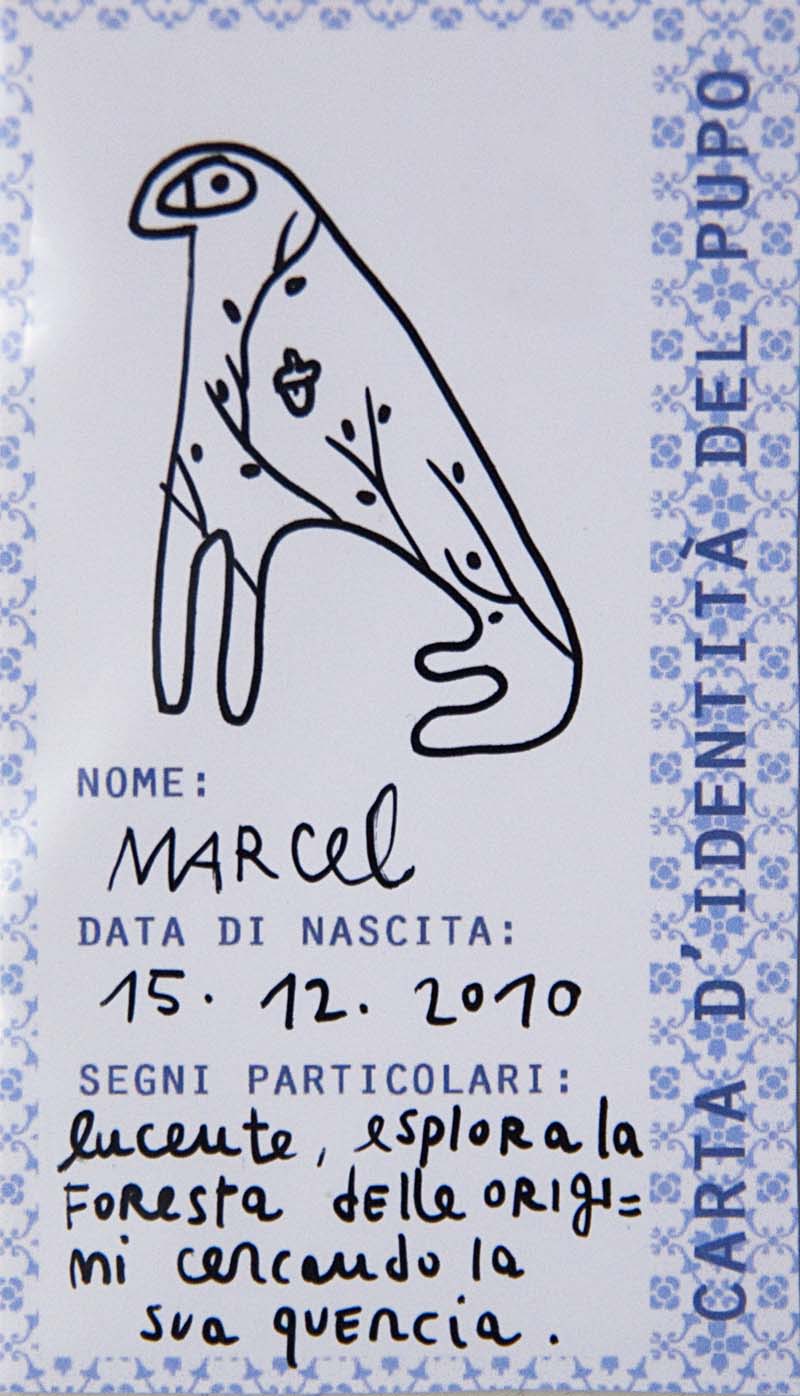 NOME:
MARCel
DATA DI NASCITA:
15. 12. 2010
SEGNI PARTICOLARI:
lucente, esploRa la
FoResta dElle oRIgI=
ni cercando la
sua quErcia.
CARTA D'IDENTITÀ DEL PUPO